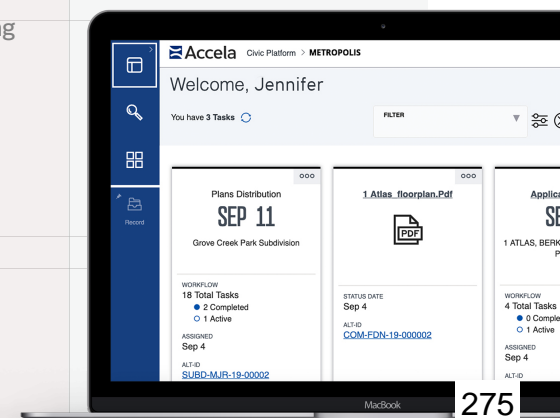 Accela Civic Platform > METROPOLIS
Welcome, Jennifer
You have 3 Tasks
FILTER
Record
Plans Distribution
SEP 11
Grove Creek Park Subdivision
WORKFLOW
18 Total Tasks
2 Completed
1 Active
ASSIGNED
Sep 4
ALT-ID
SUBD-MJR-19-00002
1 Atlas_floorplan.Pdf
PDF
STATUS DATE
Sep 4
ALT-ID
COM-FDN-19-000002
1 ATLAS,
WORKFLOW
4 Total Tasks
0
1 Active
ASSIGNED
Sep 4
ALT-ID
MacBook
275